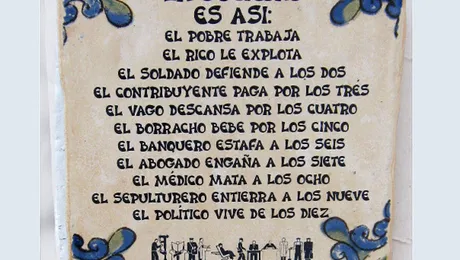 ES ASI:
EL POBRE TRABAJA
EL RICO LE EXPLOTA
EL SOLDADO DEFIENDE A LOS DOS
EL CONTRIBUYENTE PAGA POR LOS TRÉS
EL VAGO DESCANSA POR LOS CUATRO
EL BORRACHO BEBE POR LOS CINCO
EL BANQUERO ESTAFA A LOS SEIS
EL ABOGADO ENGAÑA A LOS SIETE
EL MÉDICO MATA A LOS OCHO
EL SEPULTURERO ENTIERRA A LOS NUEVE
EL POLÍTICO VIVE DE LOS DIEZ